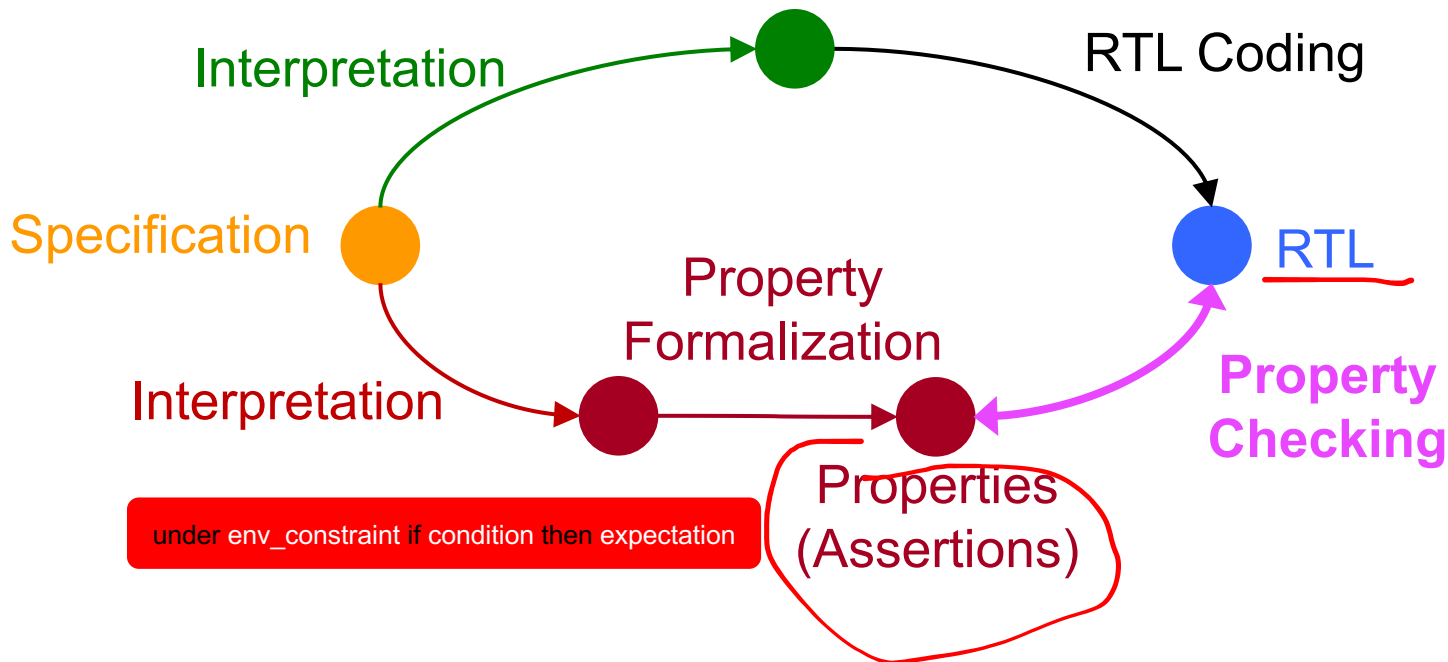 Interpretation
RTL Coding
Specification
RTL
Property
Formalization
Interpretation
Property
Checking
Properties
(Assertions)
under env_constraint if condition then expectation